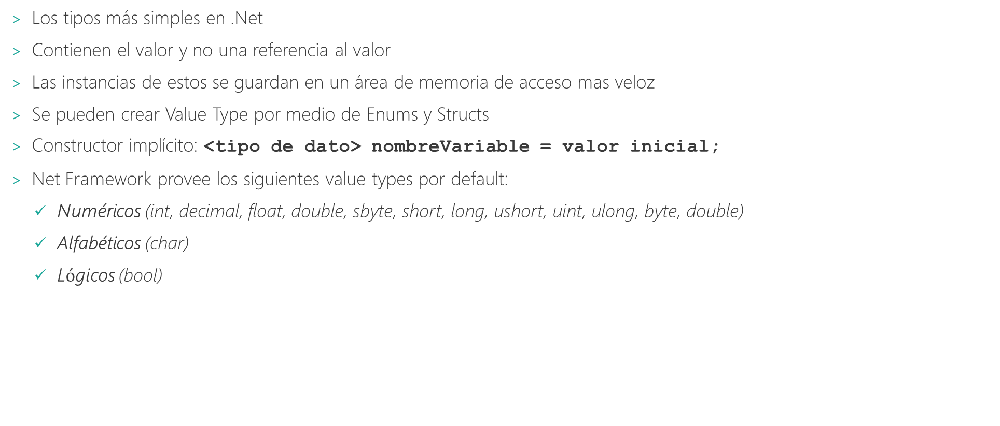 > Los tipos más simples en .Net
> Contienen el valor y no una referencia al valor
> Las instancias de estos se guardan en un área de memoria de acceso mas veloz
> Se pueden crear Value Type por medio de Enums y Structs
> Constructor implícito: <tipo de dato> nombreVariable = valor inicial;
> Net Framework provee los siguientes value types por default:
✓ Numéricos (int, decimal, float, double, sbyte, short, long, ushort, uint, ulong, byte, double)
✓ Alfabéticos (char)
✓ Lógicos (bool)